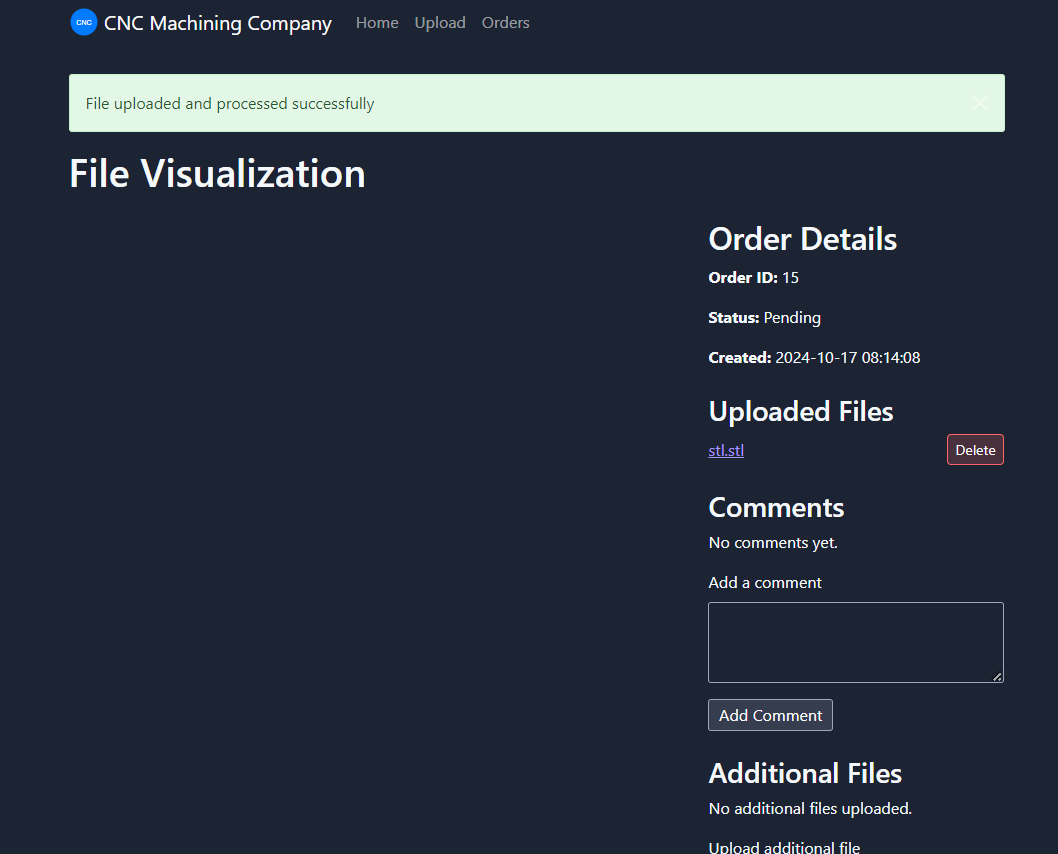 CNC CNC Machining Company Home Upload Orders
File uploaded and processed successfully
File Visualization
Order Details
Order ID: 15
Status: Pending
Created: 2024-10-17 08:14:08
Uploaded Files
stl.stl Delete
Comments
No comments yet.
Add a comment
Add Comment
Additional Files
No additional files uploaded.
Upload additional file